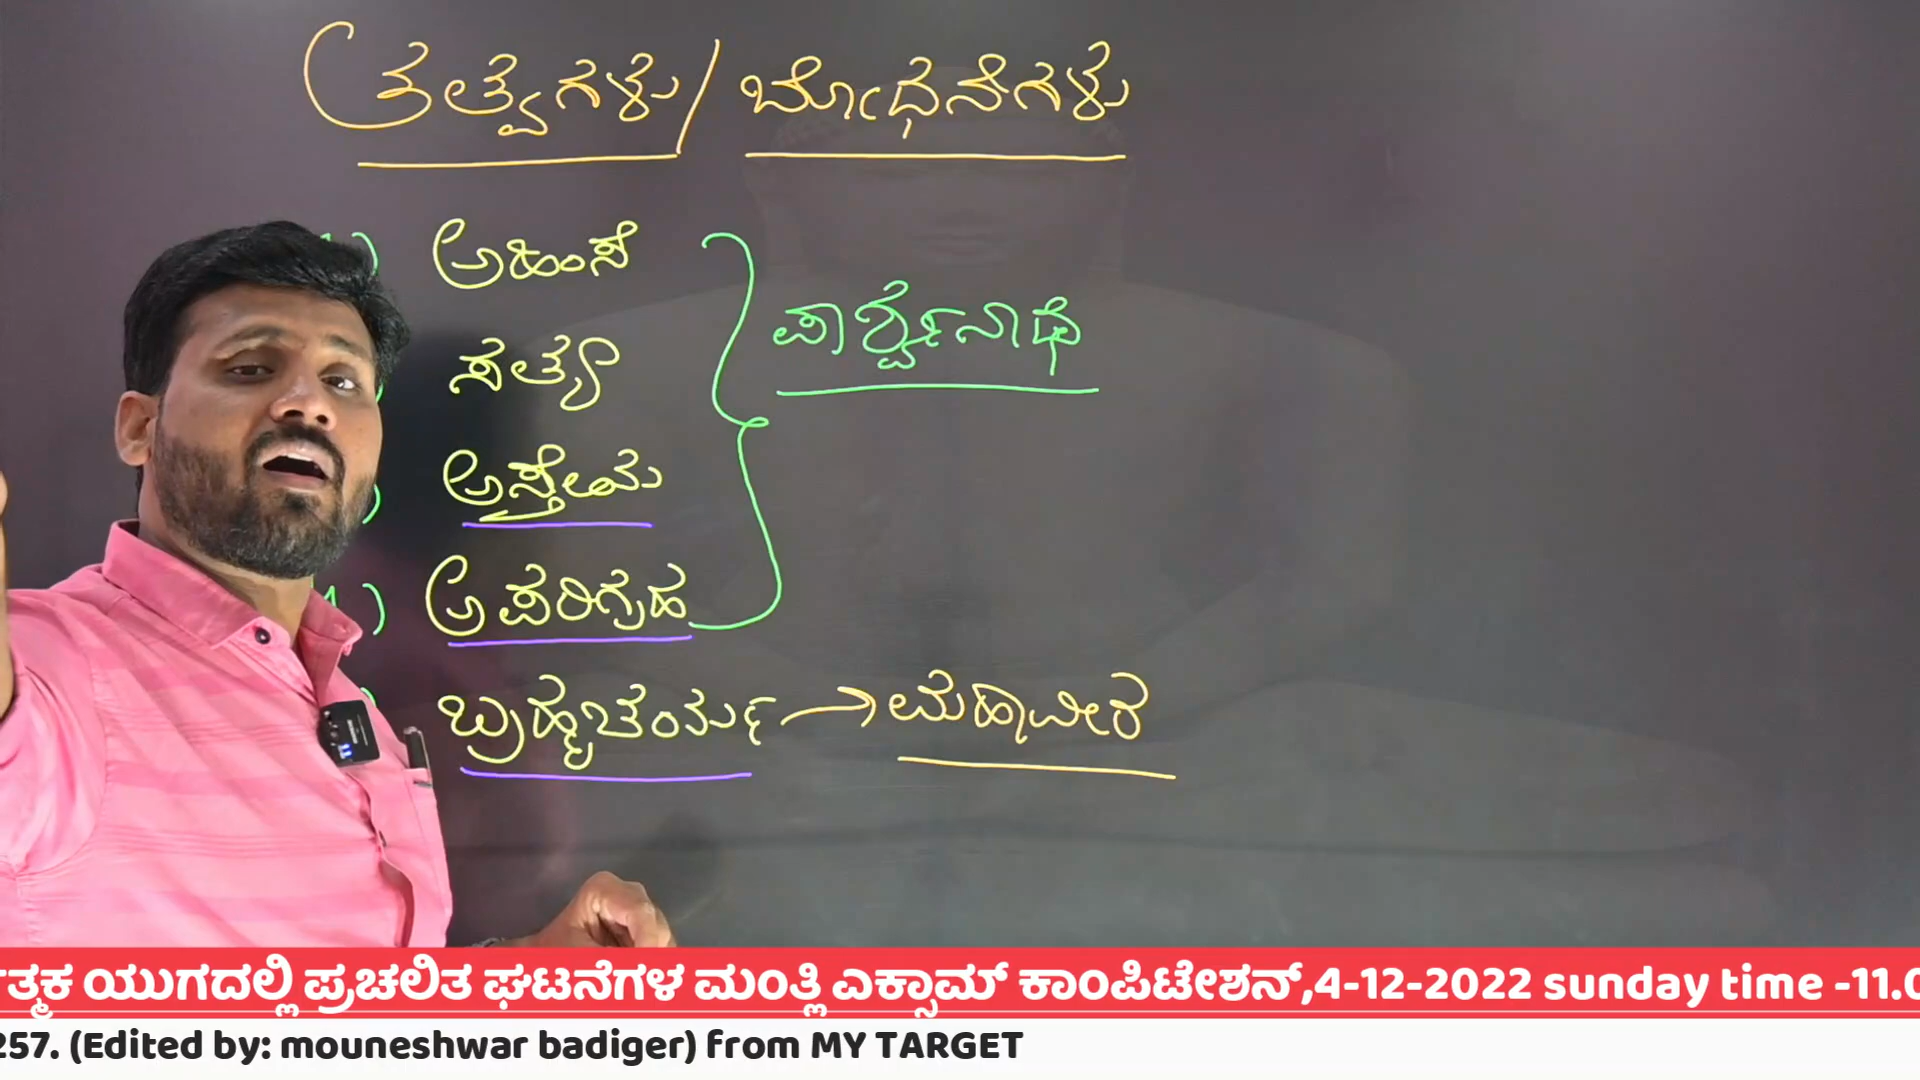 ತತ್ವಗಳು/ ಬೋಧನೆಗಳು
ಅಹಿಂಸೆ
ಸತ್ಯ
ಪಾರ್ಶ್ವನಾಥ
ಅಸ್ತೇಯ
ಅಪರಿಗ್ರಹ
ಬ್ರಹ್ಮಚರ್ಯ → ಮಹಾವೀರ
ಯುಗದಲ್ಲಿ ಪ್ರಚಲಿತ ಘಟನೆಗಳ ಮಂತ್ಲಿ ಎಕ್ಸಾಮ್ ಕಾಂಪಿಟೇಶನ್,4-12-2022 sunday time -11.0
257. (Edited by: mouneshwar badiger) from MY TARGET